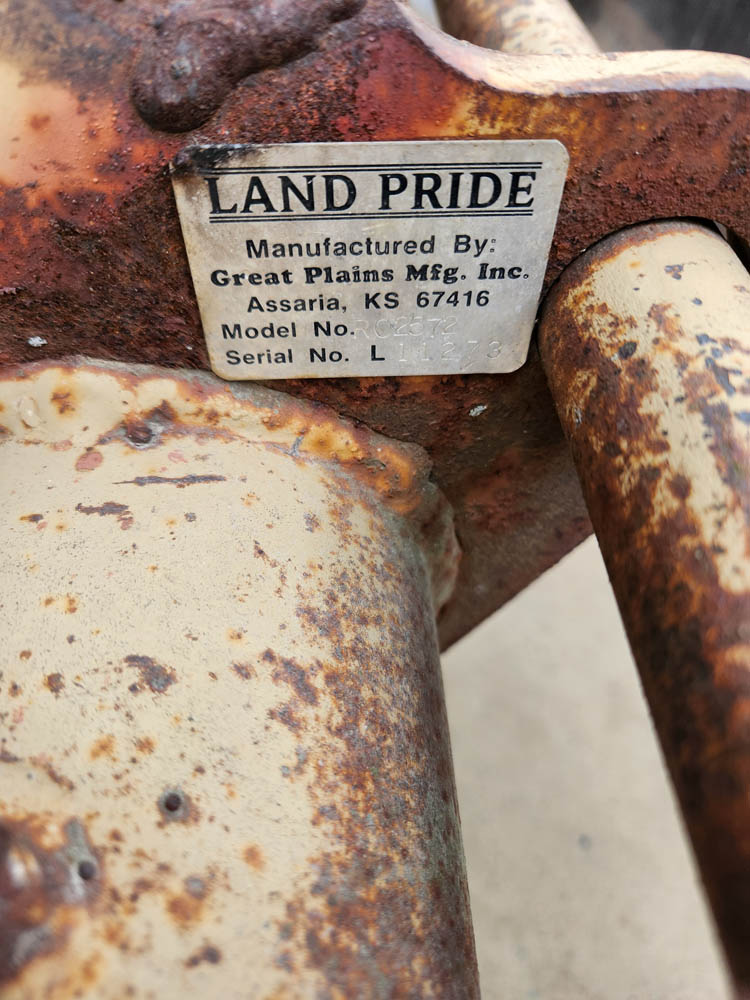 LAND PRIDE
Manufactured By:
Great Plains Mfg. Inc.
Assaria, KS 67416
Model No. RC2572
Serial No. L 11273